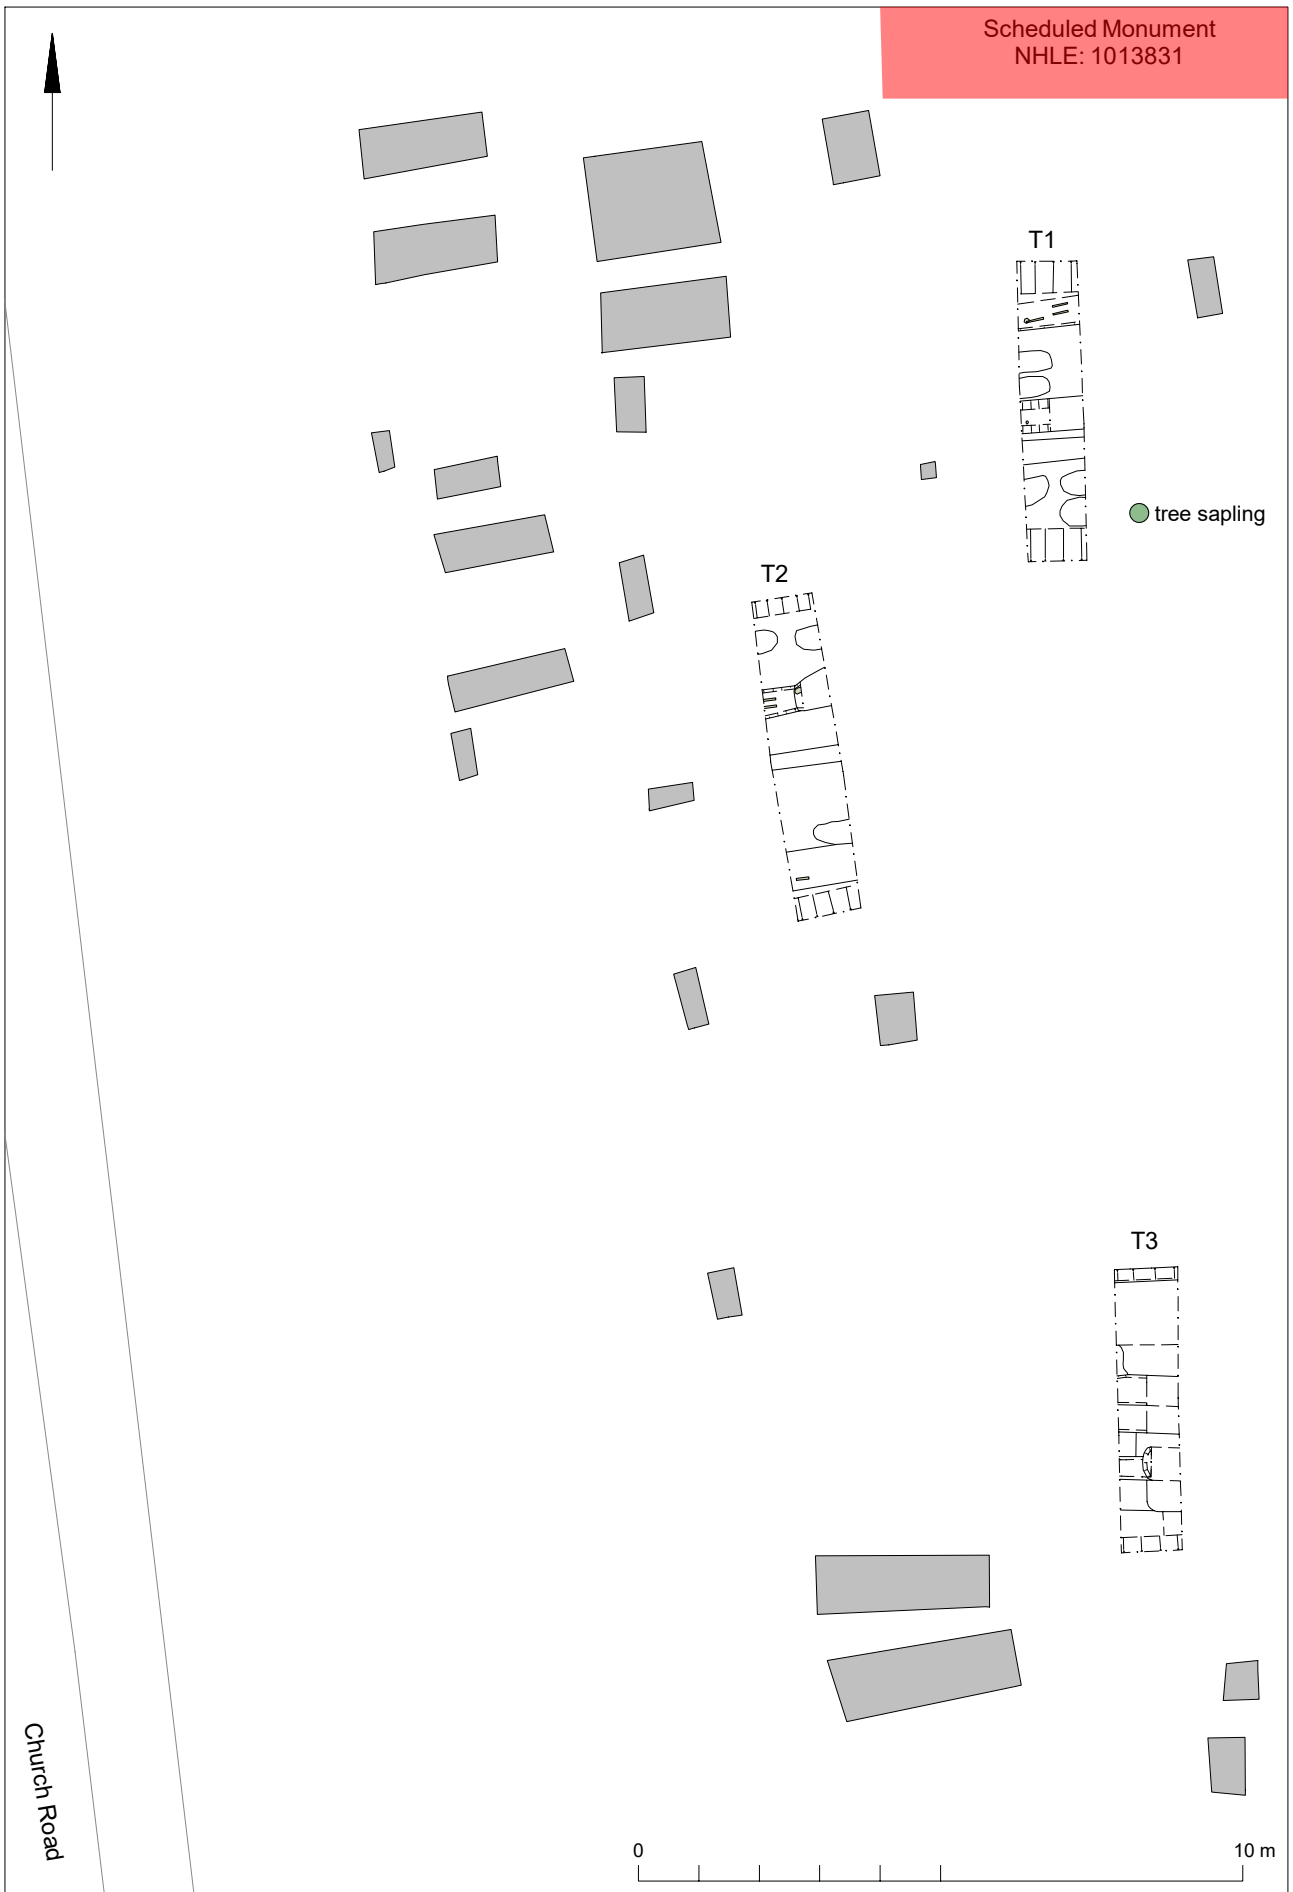 Scheduled Monument
NHLE: 1013831
T1
tree sapling
T2
T3
Church Road
0
10 m